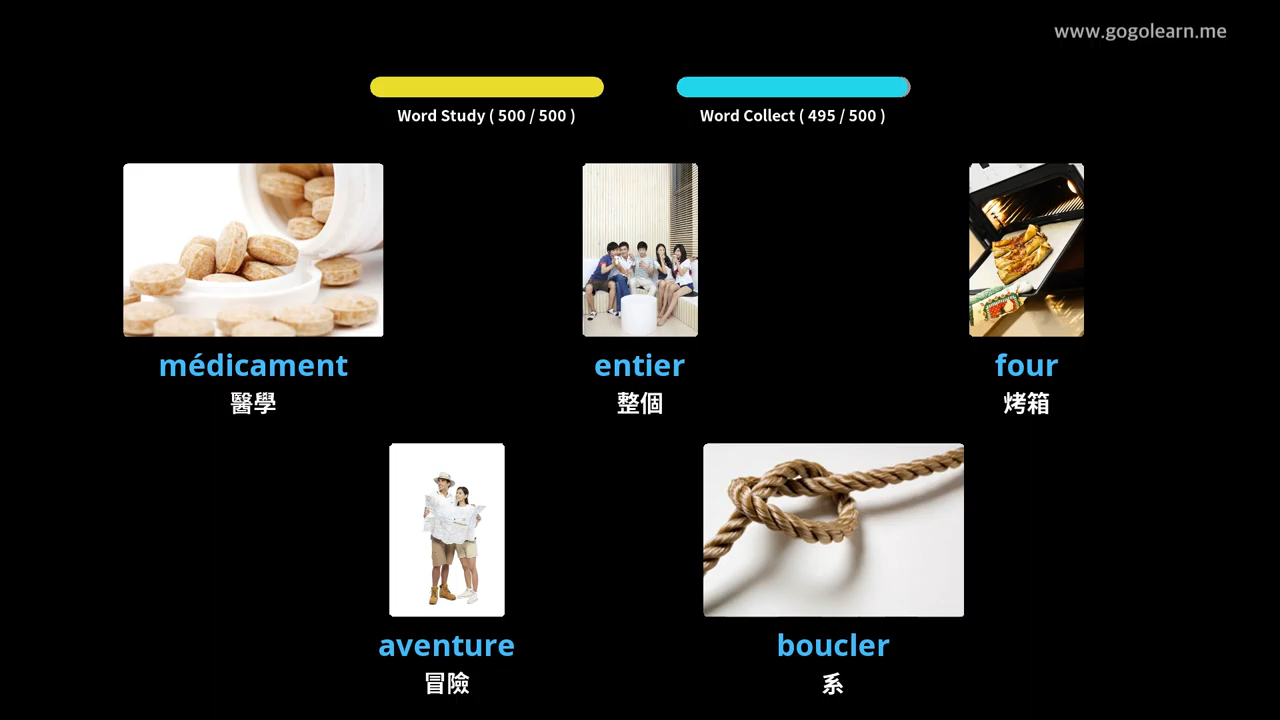 www.gogolearn.me
Word Study ( 500 / 500 )
Word Collect ( 495 / 500 )
médicament
醫學
entier
整個
four
烤箱
aventure
冒險
boucler
系